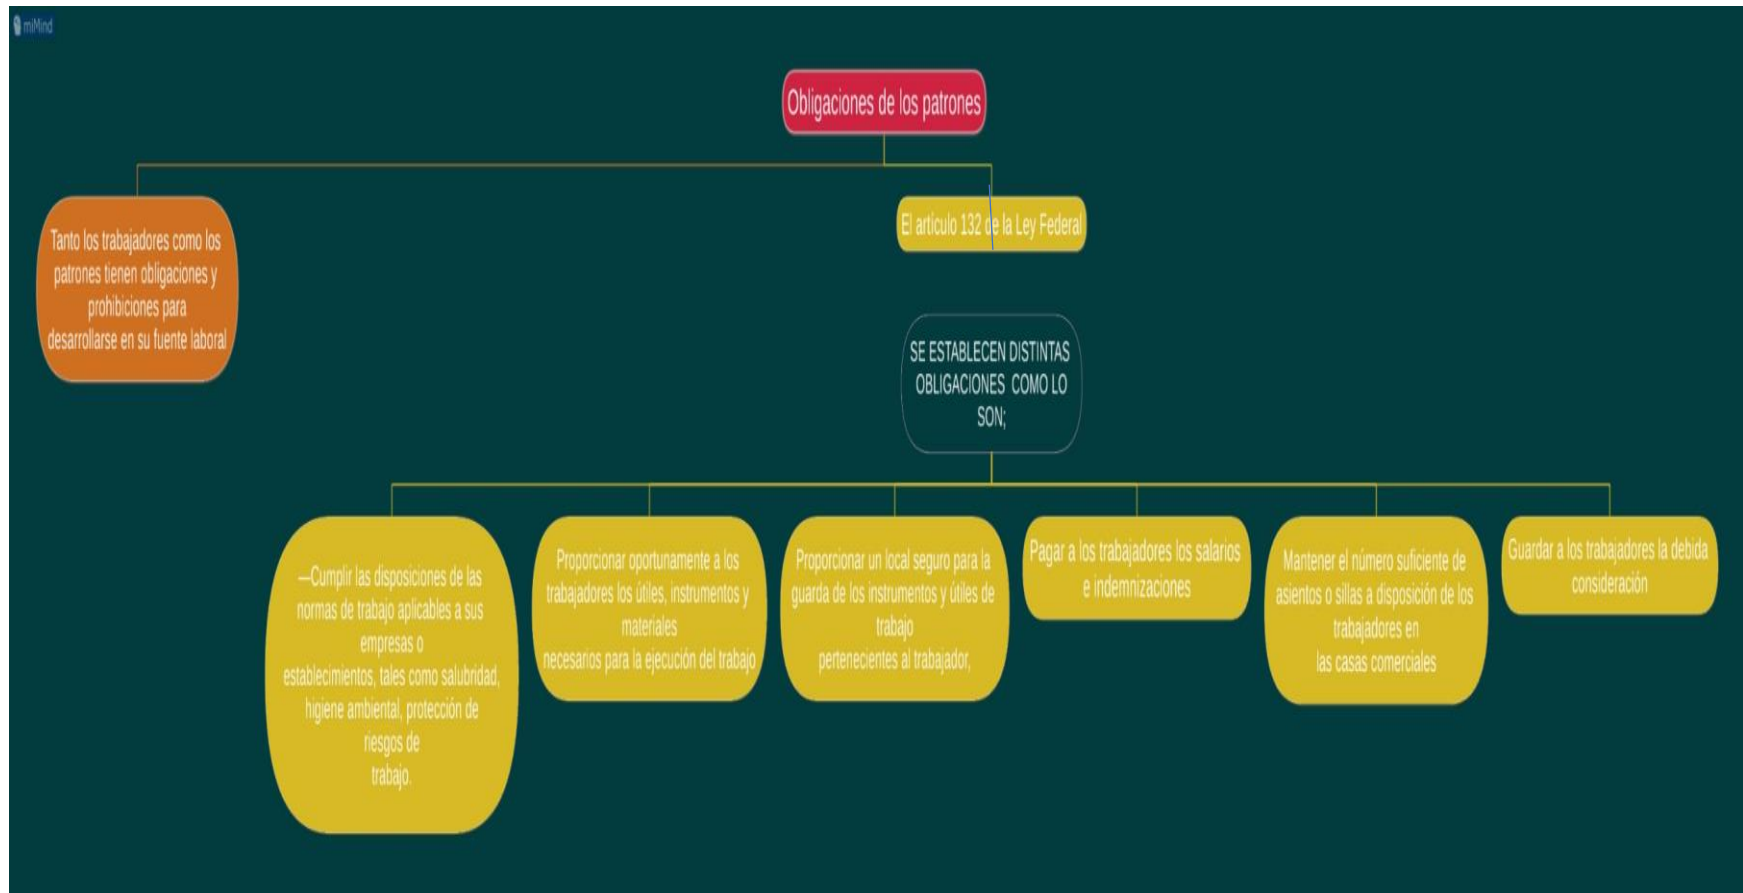 miMind
Obligaciones de los patrones
Tanto los trabajadores como los
patrones tienen obligaciones y
prohibiciones para
desarrollarse en su fuente laboral
El articulo 132 de la Ley Federal
SE ESTABLECEN DISTINTAS
OBLIGACIONES COMO LO
SON;
—Cumplir las disposiciones de las
normas de trabajo aplicables a sus
empresas o
establecimientos, tales como salubridad,
higiene ambiental, protección de
riesgos de
trabajo.
Proporcionar oportunamente a los
trabajadores los útiles, instrumentos y
materiales
necesarios para la ejecución del trabajo
Proporcionar un local seguro para la
guarda de los instrumentos y útiles de
trabajo
pertenecientes al trabajador,
Pagar a los trabajadores los salarios
e indemnizaciones
Mantener el número suficiente de
asientos o sillas a disposición de los
trabajadores en
las casas comerciales
Guardar a los trabajadores la debida
consideración